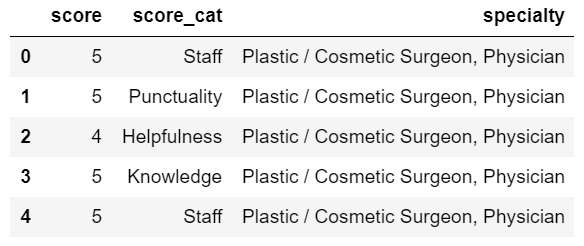 score score_cat specialty
0 5 Staff Plastic / Cosmetic Surgeon, Physician
1 5 Punctuality Plastic / Cosmetic Surgeon, Physician
2 4 Helpfulness Plastic / Cosmetic Surgeon, Physician
3 5 Knowledge Plastic / Cosmetic Surgeon, Physician
4 5 Staff Plastic / Cosmetic Surgeon, Physician